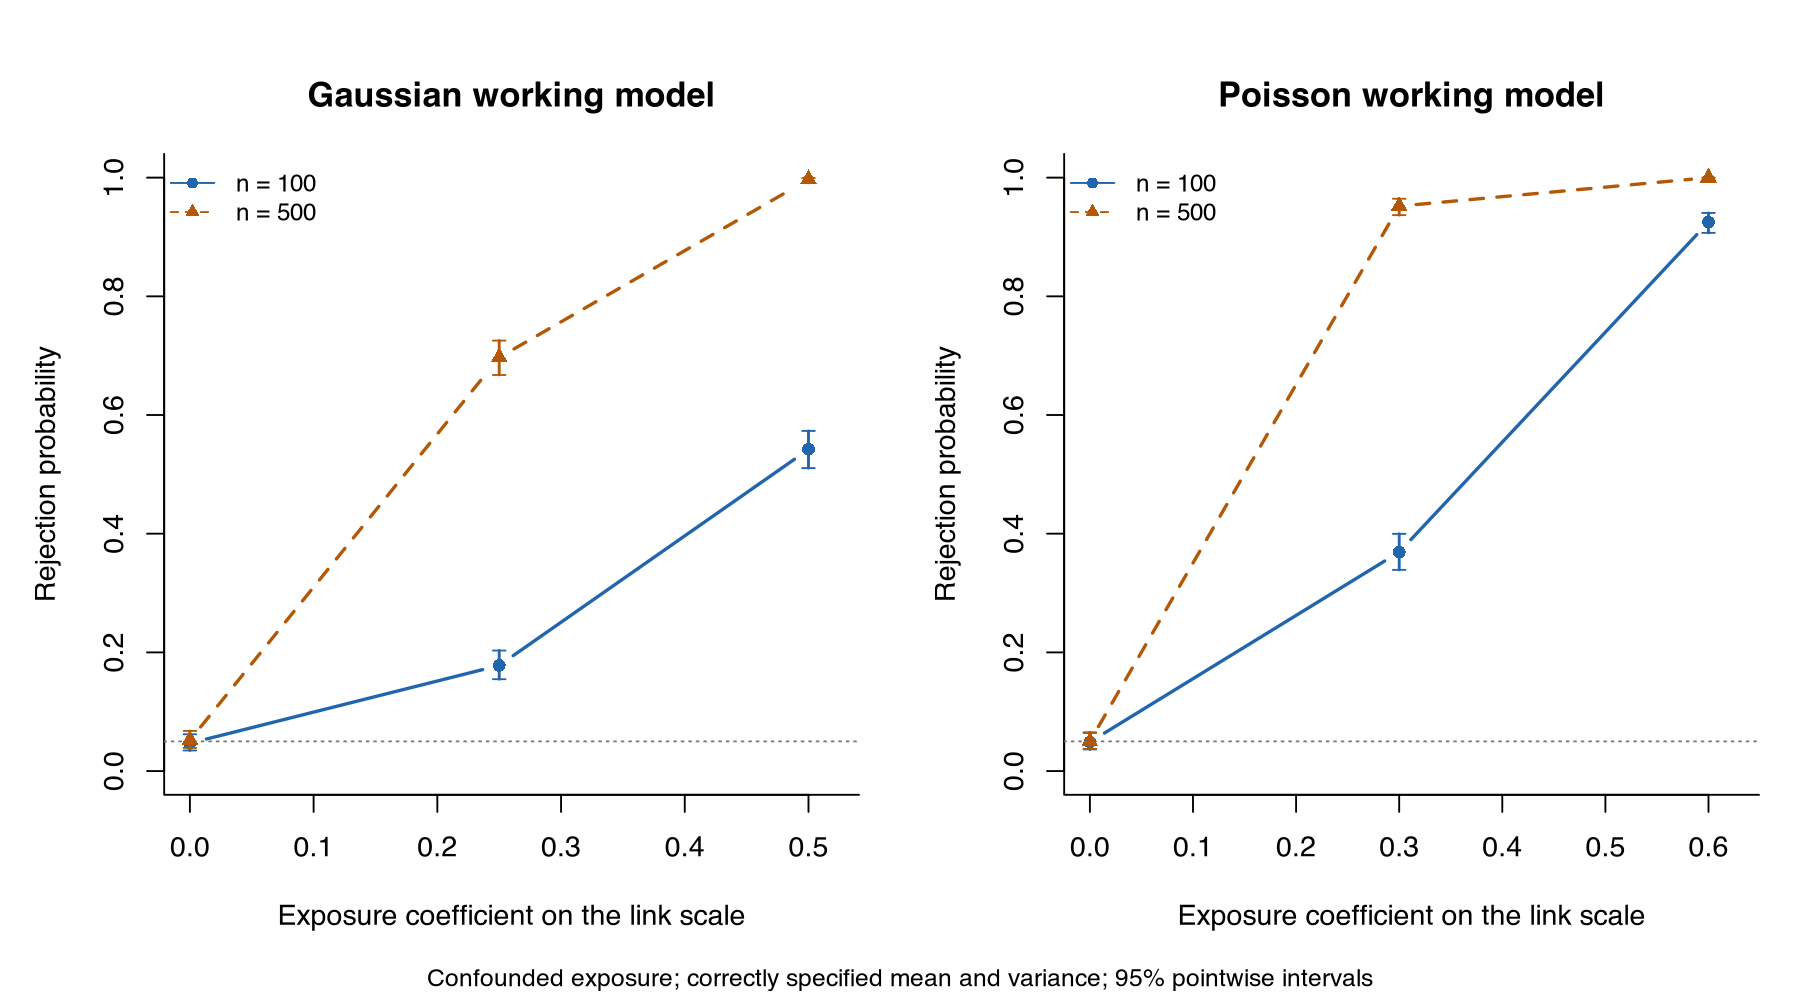 Gaussian working model
n = 100
n = 500
1.0
0.8
0.6
0.4
0.2
0.0
Rejection probability
0.0 0.1 0.2 0.3 0.4 0.5
Exposure coefficient on the link scale
Poisson working model
n = 100
n = 500
1.0
0.8
0.6
0.4
0.2
0.0
Rejection probability
0.0 0.1 0.2 0.3 0.4 0.5 0.6
Exposure coefficient on the link scale
Confounded exposure; correctly specified mean and variance; 95% pointwise intervals